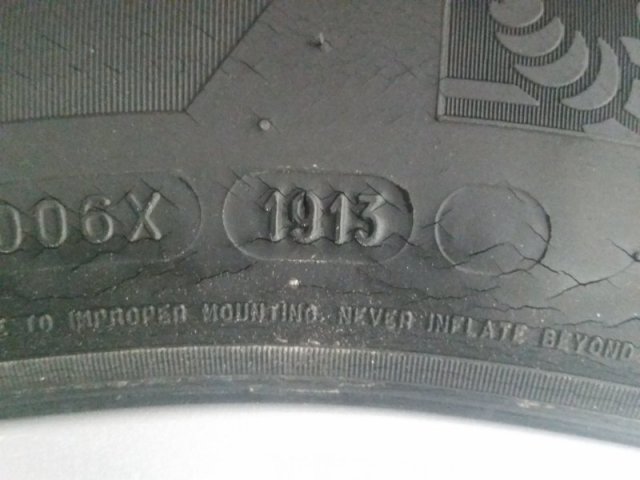 006X 1913
TO IMPROPER MOUNTING. NEVER INFLATE BEYOND